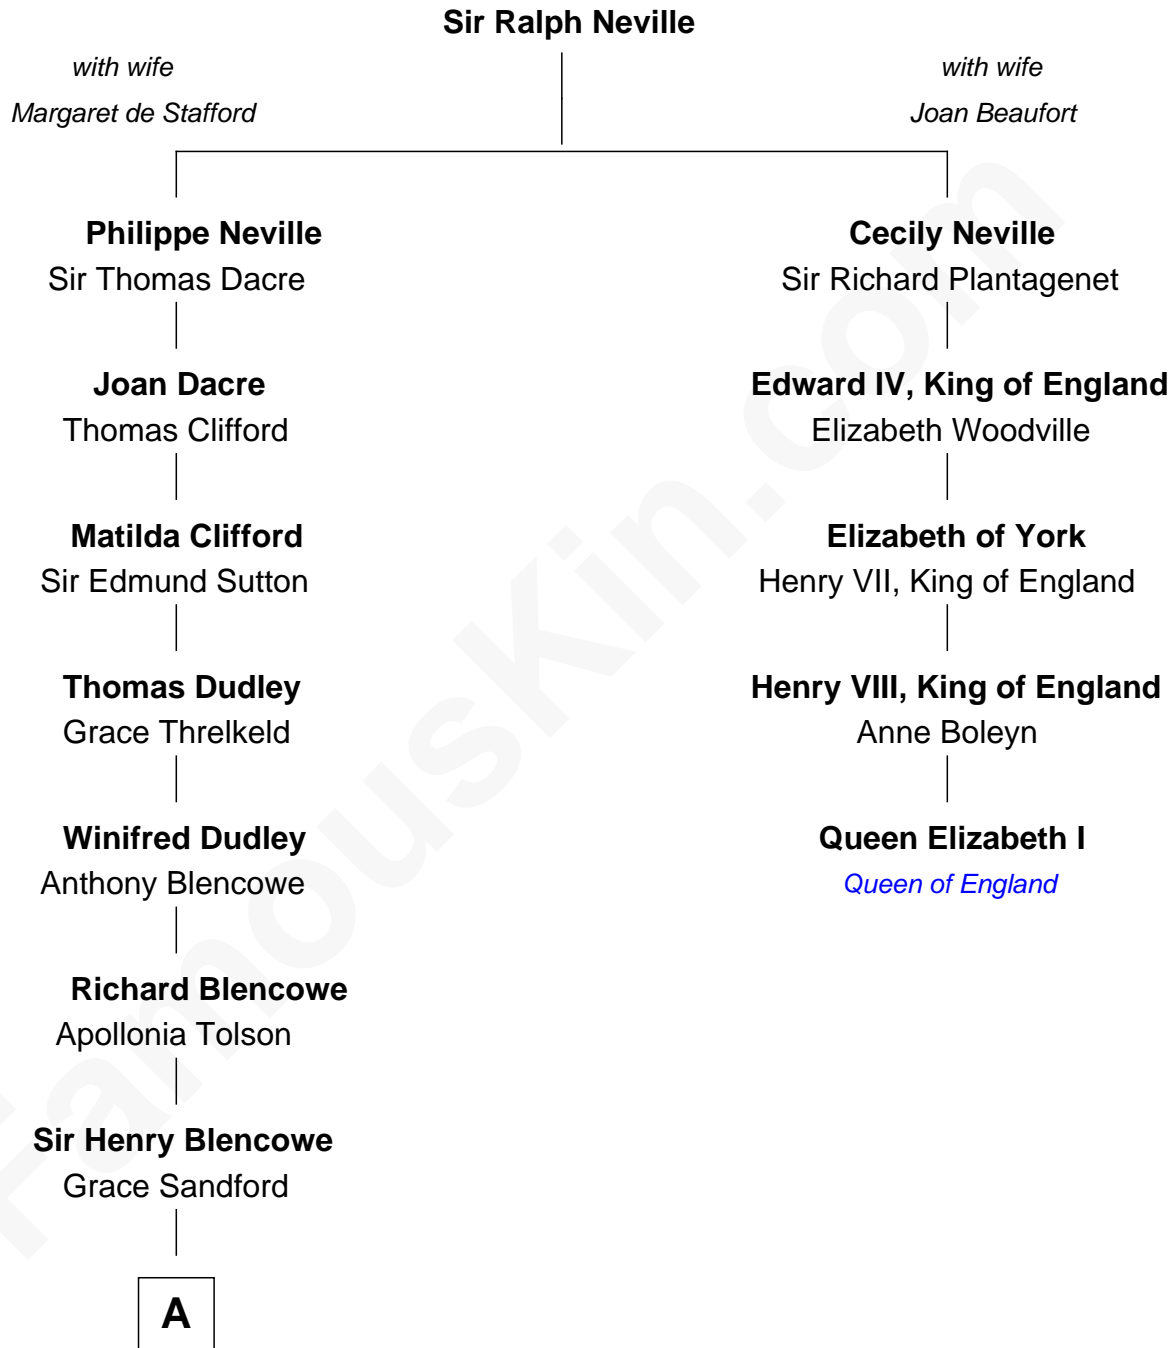 Sir Ralph Neville
with wife
Margaret de Stafford
with wife
Joan Beaufort
Philippe Neville
Sir Thomas Dacre
Cecily Neville
Sir Richard Plantagenet
Joan Dacre
Thomas Clifford
Edward IV, King of England
Elizabeth Woodville
Matilda Clifford
Sir Edmund Sutton
Elizabeth of York
Henry VII, King of England
Thomas Dudley
Grace Threlkeld
Henry VIII, King of England
Anne Boleyn
Winifred Dudley
Anthony Blencowe
Queen Elizabeth I
Queen of England
Richard Blencowe
Apollonia Tolson
Sir Henry Blencowe
Grace Sandford
A
FamousKin.com